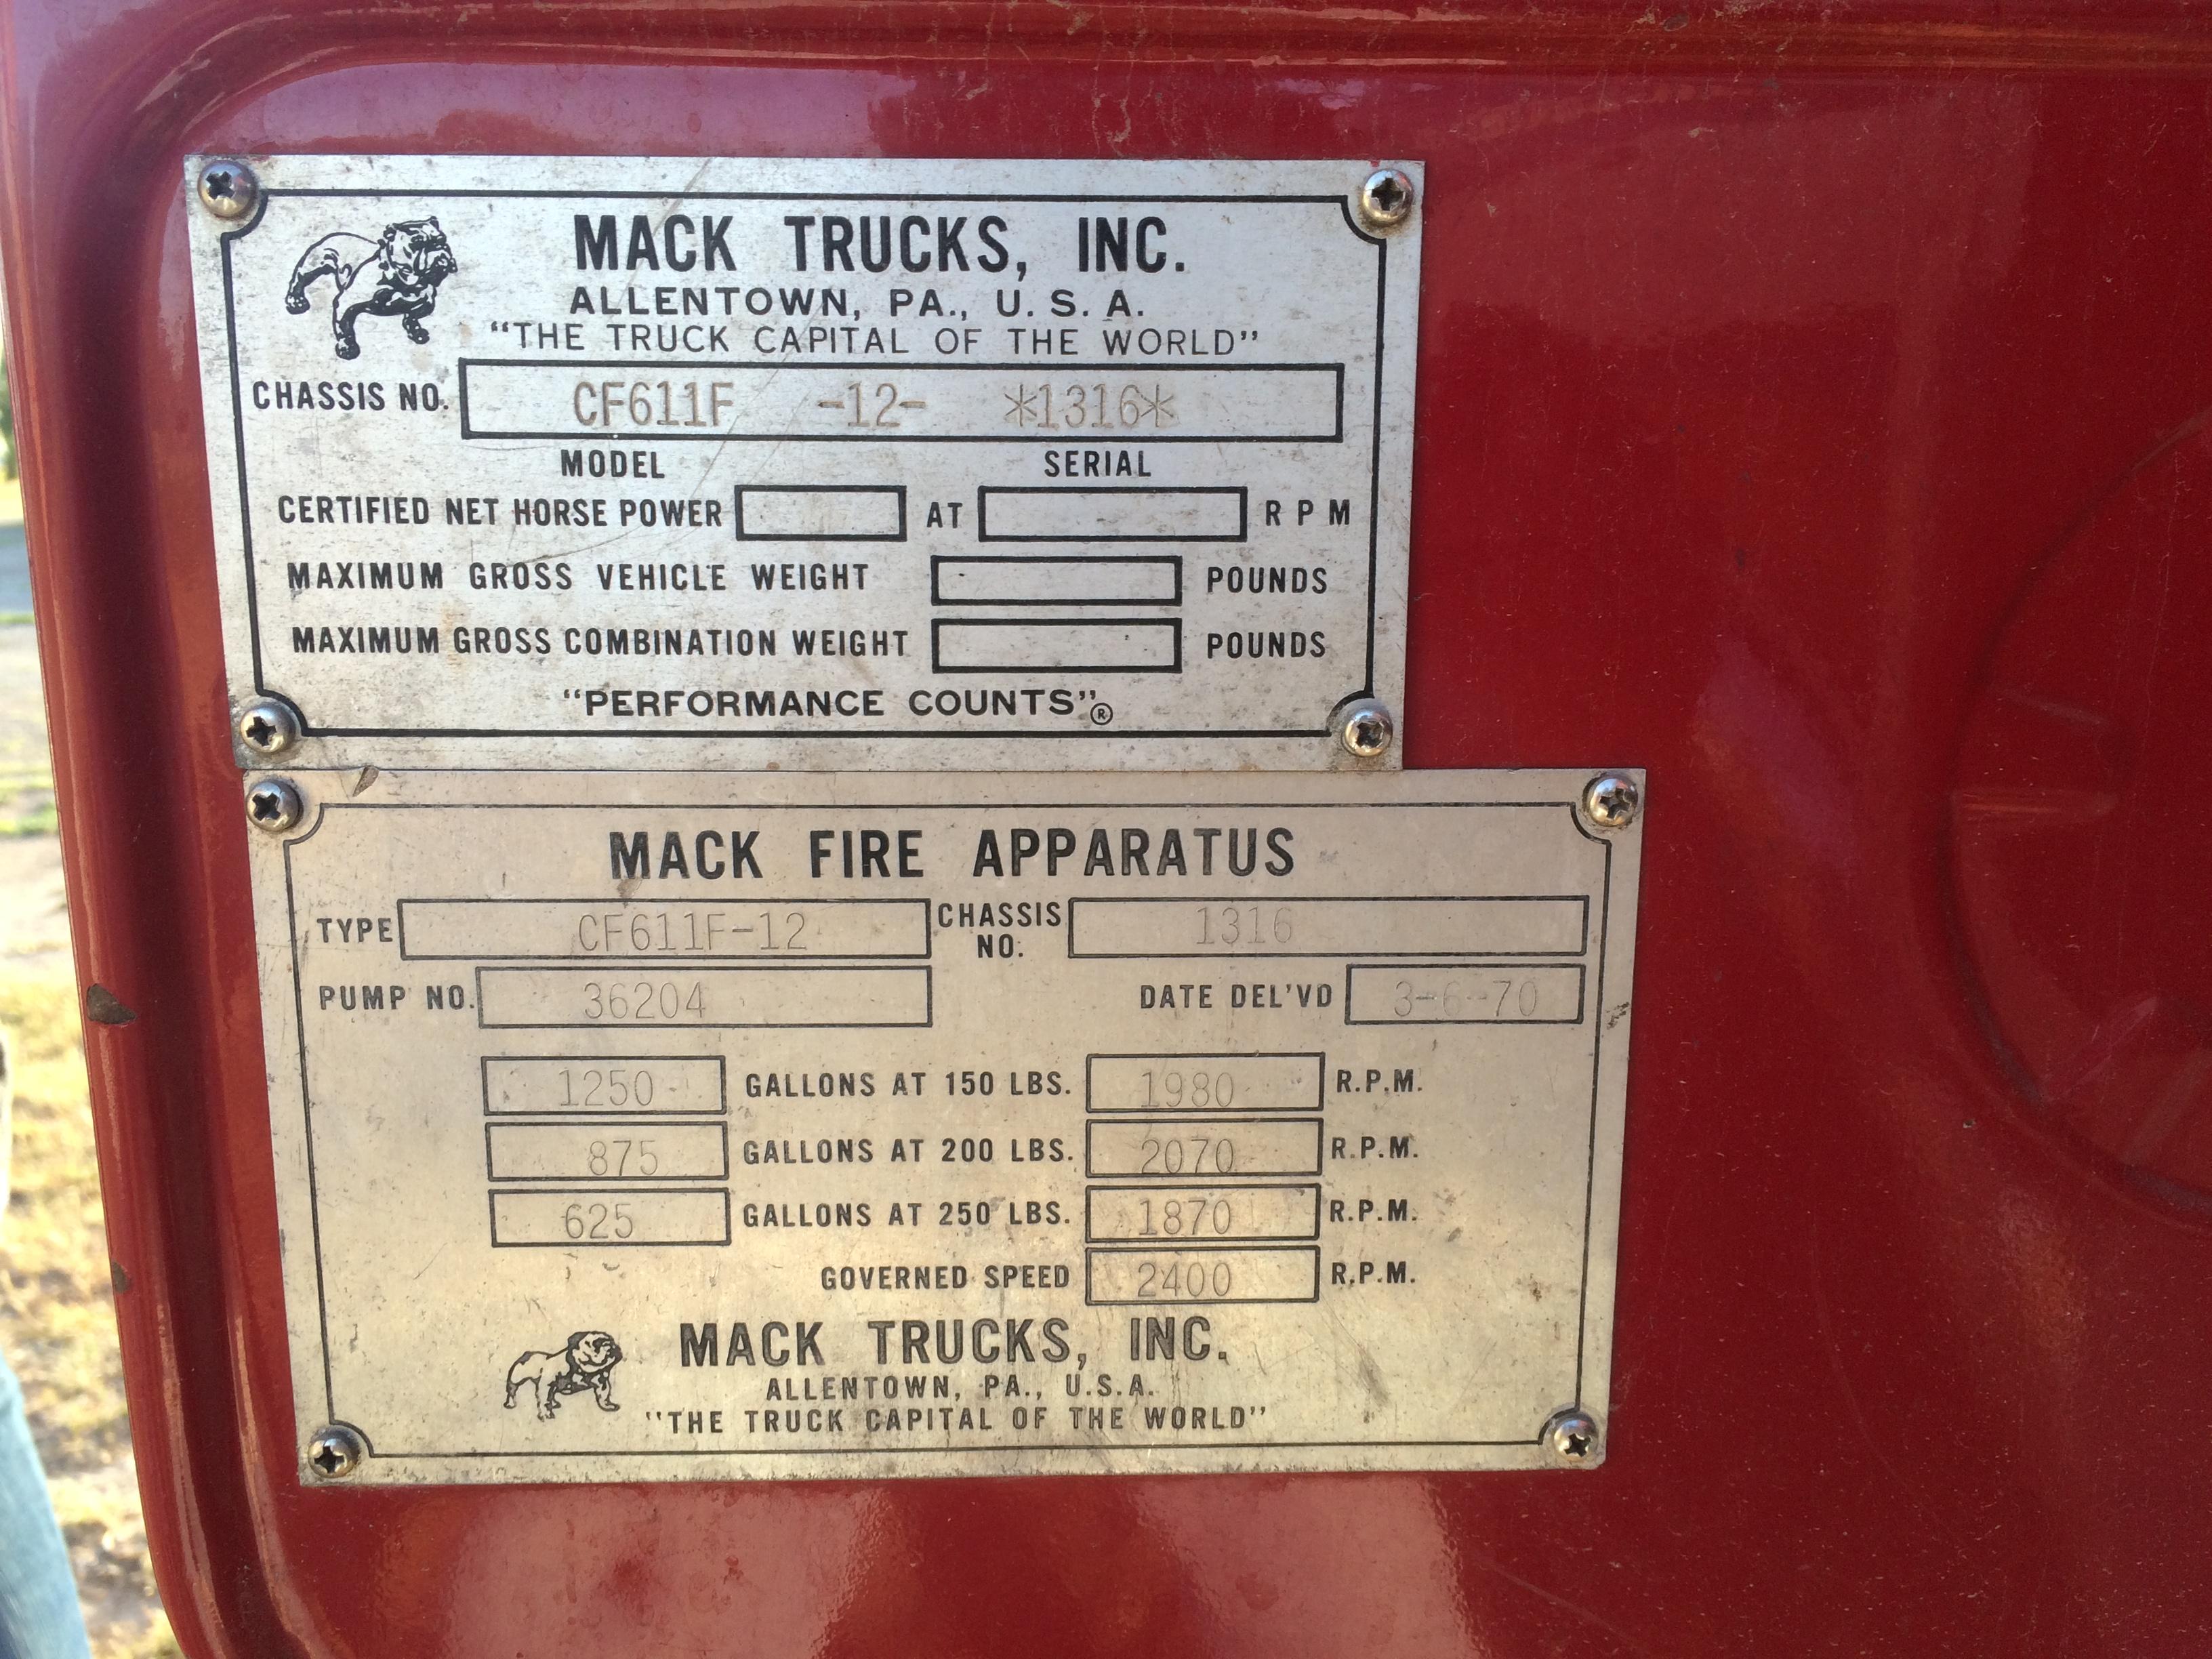 MACK TRUCKS, INC.
ALLENTOWN, PA., U. S. A.
"THE TRUCK CAPITAL OF THE WORLD"
CHASSIS NO. CF611F -12- *1316*
MODEL SERIAL
CERTIFIED NET HORSE POWER AT R P M
MAXIMUM GROSS VEHICLE WEIGHT POUNDS
MAXIMUM GROSS COMBINATION WEIGHT POUNDS
"PERFORMANCE COUNTS"®
MACK FIRE APPARATUS
TYPE CF611F-12 CHASSIS NO. 1316
PUMP NO. 36204 DATE DEL'VD 3-6-70
1250 GALLONS AT 150 LBS. 1980 R.P.M.
875 GALLONS AT 200 LBS. 2070 R.P.M.
625 GALLONS AT 250 LBS. 1870 R.P.M.
GOVERNED SPEED 2400 R.P.M.
MACK TRUCKS, INC.
ALLENTOWN, PA., U.S.A.
"THE TRUCK CAPITAL OF THE WORLD"